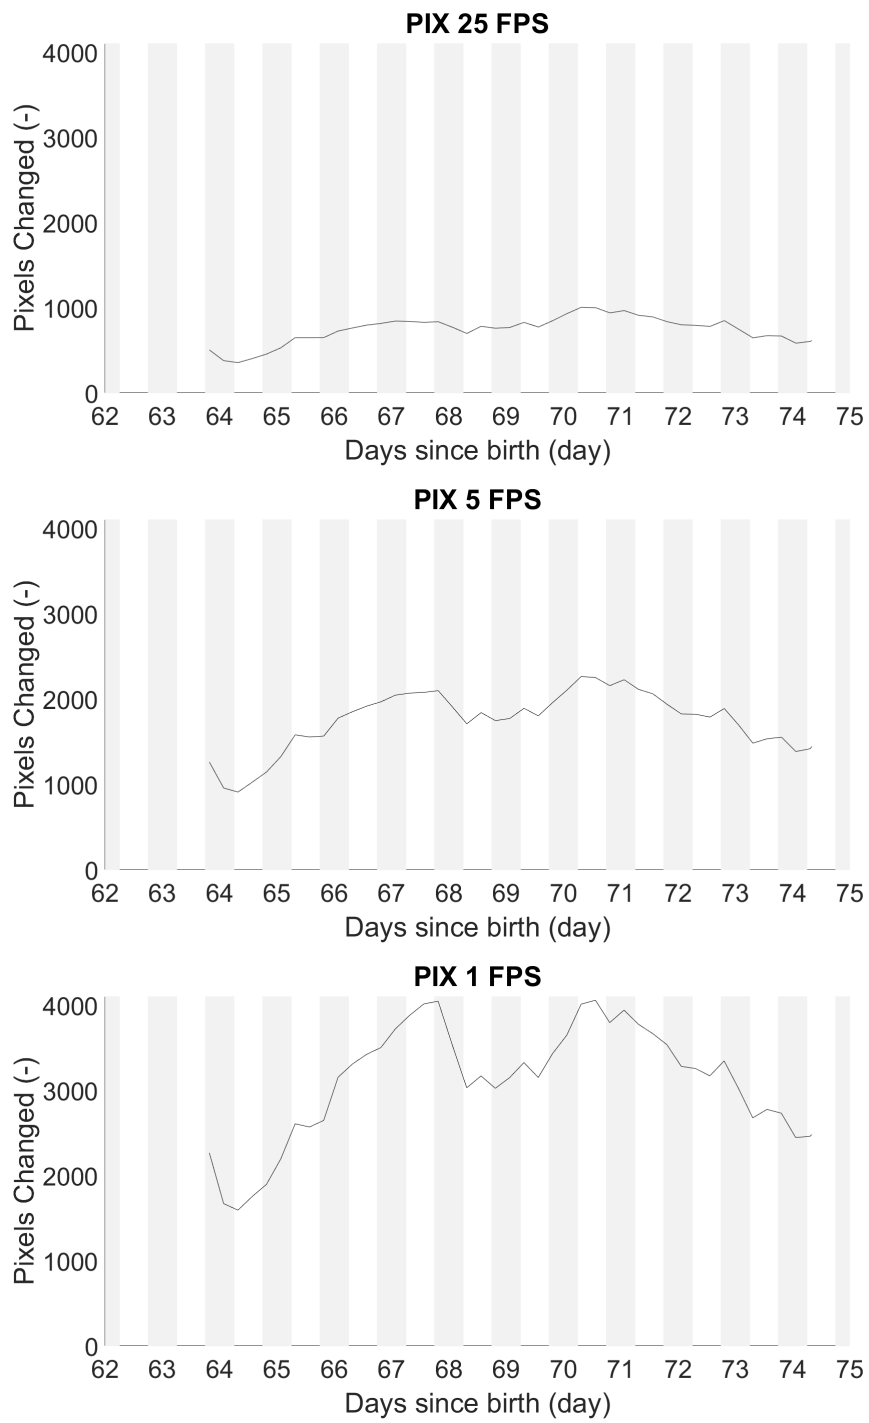 PIX 25 FPS
4000
3000
2000
1000
0
Pixels Changed (-)
62 63 64 65 66 67 68 69 70 71 72 73 74 75
Days since birth (day)
PIX 5 FPS
4000
3000
2000
1000
0
Pixels Changed (-)
62 63 64 65 66 67 68 69 70 71 72 73 74 75
Days since birth (day)
PIX 1 FPS
4000
3000
2000
1000
0
Pixels Changed (-)
62 63 64 65 66 67 68 69 70 71 72 73 74 75
Days since birth (day)